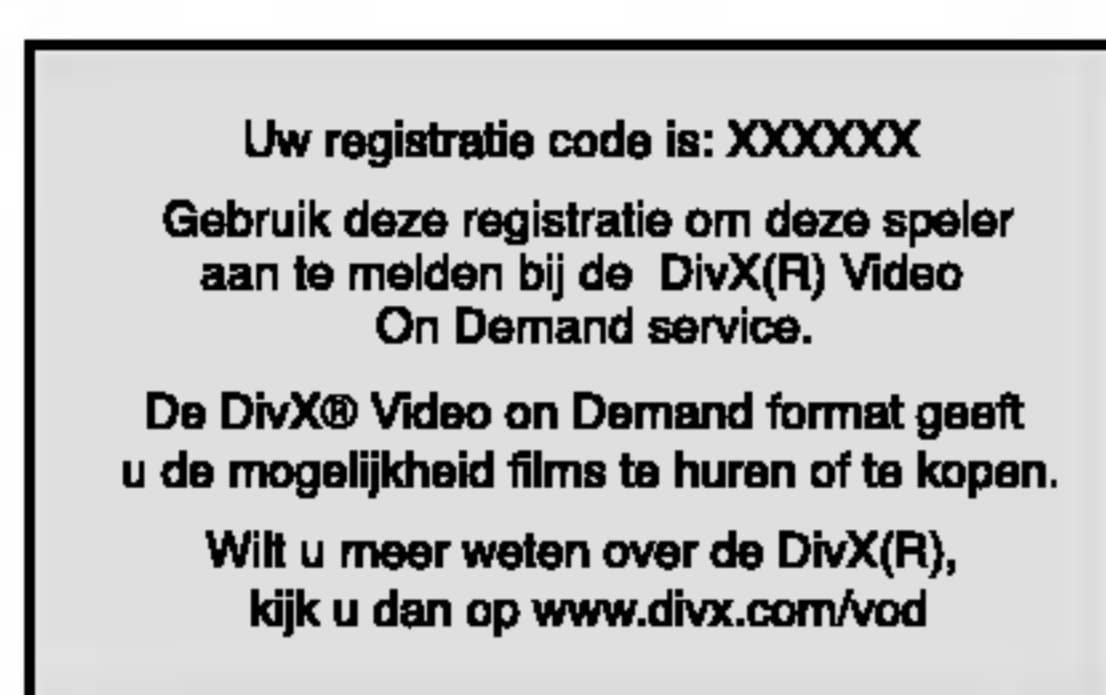 Uw registratie code is: XXXXXX
Gebruik deze registratie om deze speler
aan te melden bij de DivX(R) Video
On Demand service.
De DivX® Video on Demand format geeft
u de mogelijkheid films te huren of te kopen.
Wilt u meer weten over de DivX(R),
kijk u dan op www.divx.com/vod